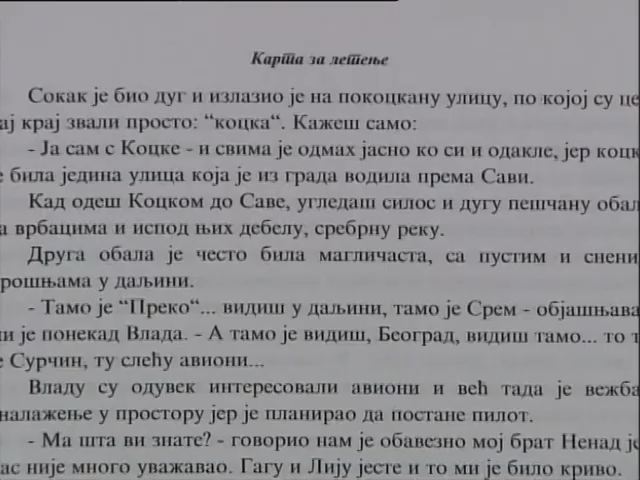 Карта за летење
Сокак је био дуг и излазио је на покоцкану улицу, по којој су це
ај крај звали просто: “коцка“. Кажеш само:
- Ја сам с Коцке - и свима је одмах јасно ко си и одакле, јер коцк
е била једина улица која је из града водила према Сави.
Кад одеш Коцком до Саве, угледаш силос и дугу пешчану обал
а врбацима и испод њих дебелу, сребрну реку.
Друга обала је често била магличаста, са пустим и снени
рошњама у даљини.
- Тамо је “Преко“... видиш у даљини, тамо је Срем - објашњава
ни је понекад Влада. - А тамо је видиш, Београд, видиш тамо... то т
е Сурчин, ту слећу авиони...
Владу су одувек интересовали авиони и већ тада је вежба
налажење у простору јер је планирао да постане пилот.
- Ма шта ви знате? - говорио нам је обавезно мој брат Ненад је
ас није много уважавао. Гагу и Лију јесте и то ми је било криво.